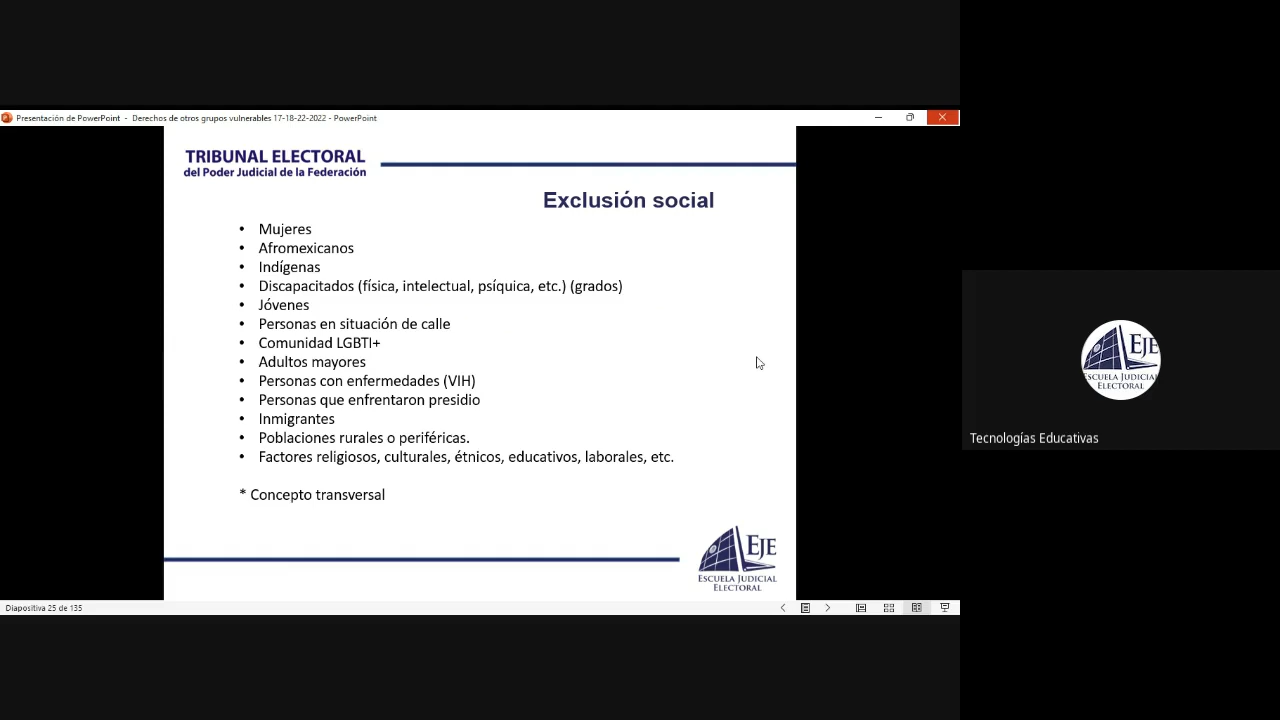 Presentación de PowerPoint - Derechos de otros grupos vulnerables 17-18-22-2022 - PowerPoint
TRIBUNAL ELECTORAL
del Poder Judicial de la Federación
Exclusión social
• Mujeres
• Afromexicanos
• Indígenas
• Discapacitados (física, intelectual, psíquica, etc.) (grados)
• Jóvenes
• Personas en situación de calle
• Comunidad LGBTI+
• Adultos mayores
• Personas con enfermedades (VIH)
• Personas que enfrentaron presidio
• Inmigrantes
• Poblaciones rurales o periféricas.
• Factores religiosos, culturales, étnicos, educativos, laborales, etc.
* Concepto transversal
EJE
ESCUELA JUDICIAL
ELECTORAL
Diapositiva 25 de 135
EJE
ESCUELA JUDICIAL
ELECTORAL
Tecnologías Educativas